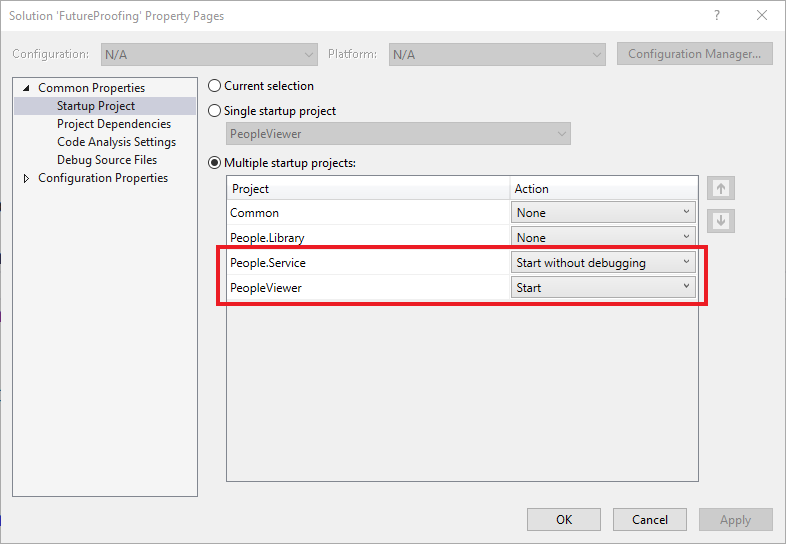 Solution 'FutureProofing' Property Pages
Configuration: N/A Platform: N/A Configuration Manager...
Common Properties
Startup Project
Project Dependencies
Code Analysis Settings
Debug Source Files
Configuration Properties
Current selection
Single startup project
PeopleViewer
Multiple startup projects:
Project Action
Common None
People.Library None
People.Service Start without debugging
PeopleViewer Start
OK Cancel Apply